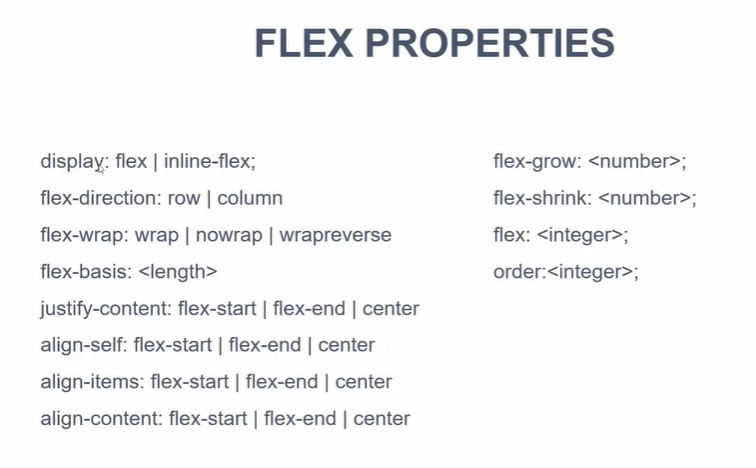 FLEX PROPERTIES
display: flex | inline-flex;
flex-direction: row | column
flex-wrap: wrap | nowrap | wrapreverse
flex-basis: <length>
justify-content: flex-start | flex-end | center
align-self: flex-start | flex-end | center
align-items: flex-start | flex-end | center
align-content: flex-start | flex-end | center
flex-grow: <number>;
flex-shrink: <number>;
flex: <integer>;
order:<integer>;